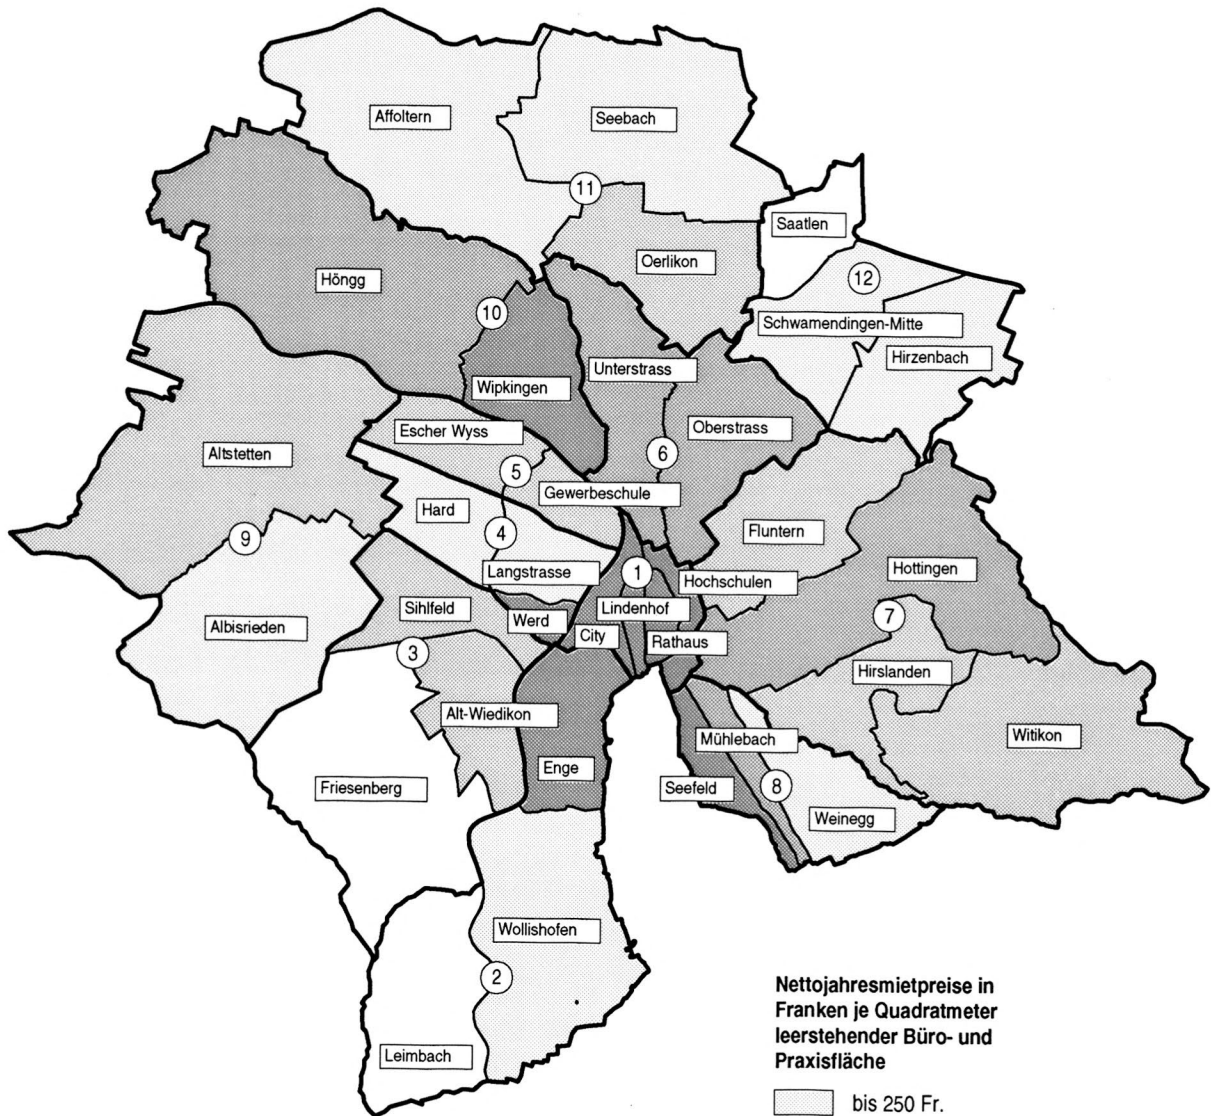 Affoltern
Seebach
11
Saatlen
Oerlikon
Höngg
12
10
Schwamendingen-Mitte
Hirzenbach
Unterstrass
Wipkingen
Escher Wyss
Oberstrass
Altstetten
6
5
Gewerbeschule
Hard
Fluntern
4
9
Hottingen
Langstrasse
1
Hochschulen
Sihlfeld
Lindenhof
7
Albisrieden
Werd
City
Rathaus
3
Hirslanden
Alt-Wiedikon
Mühlebach
Witikon
Enge
Friesenberg
Seefeld
8
Weinegg
Wollishofen
2
Leimbach
Nettojahresmietpreise in
Franken je Quadratmeter
leerstehender Büro- und
Praxisfläche
bis 250 Fr.